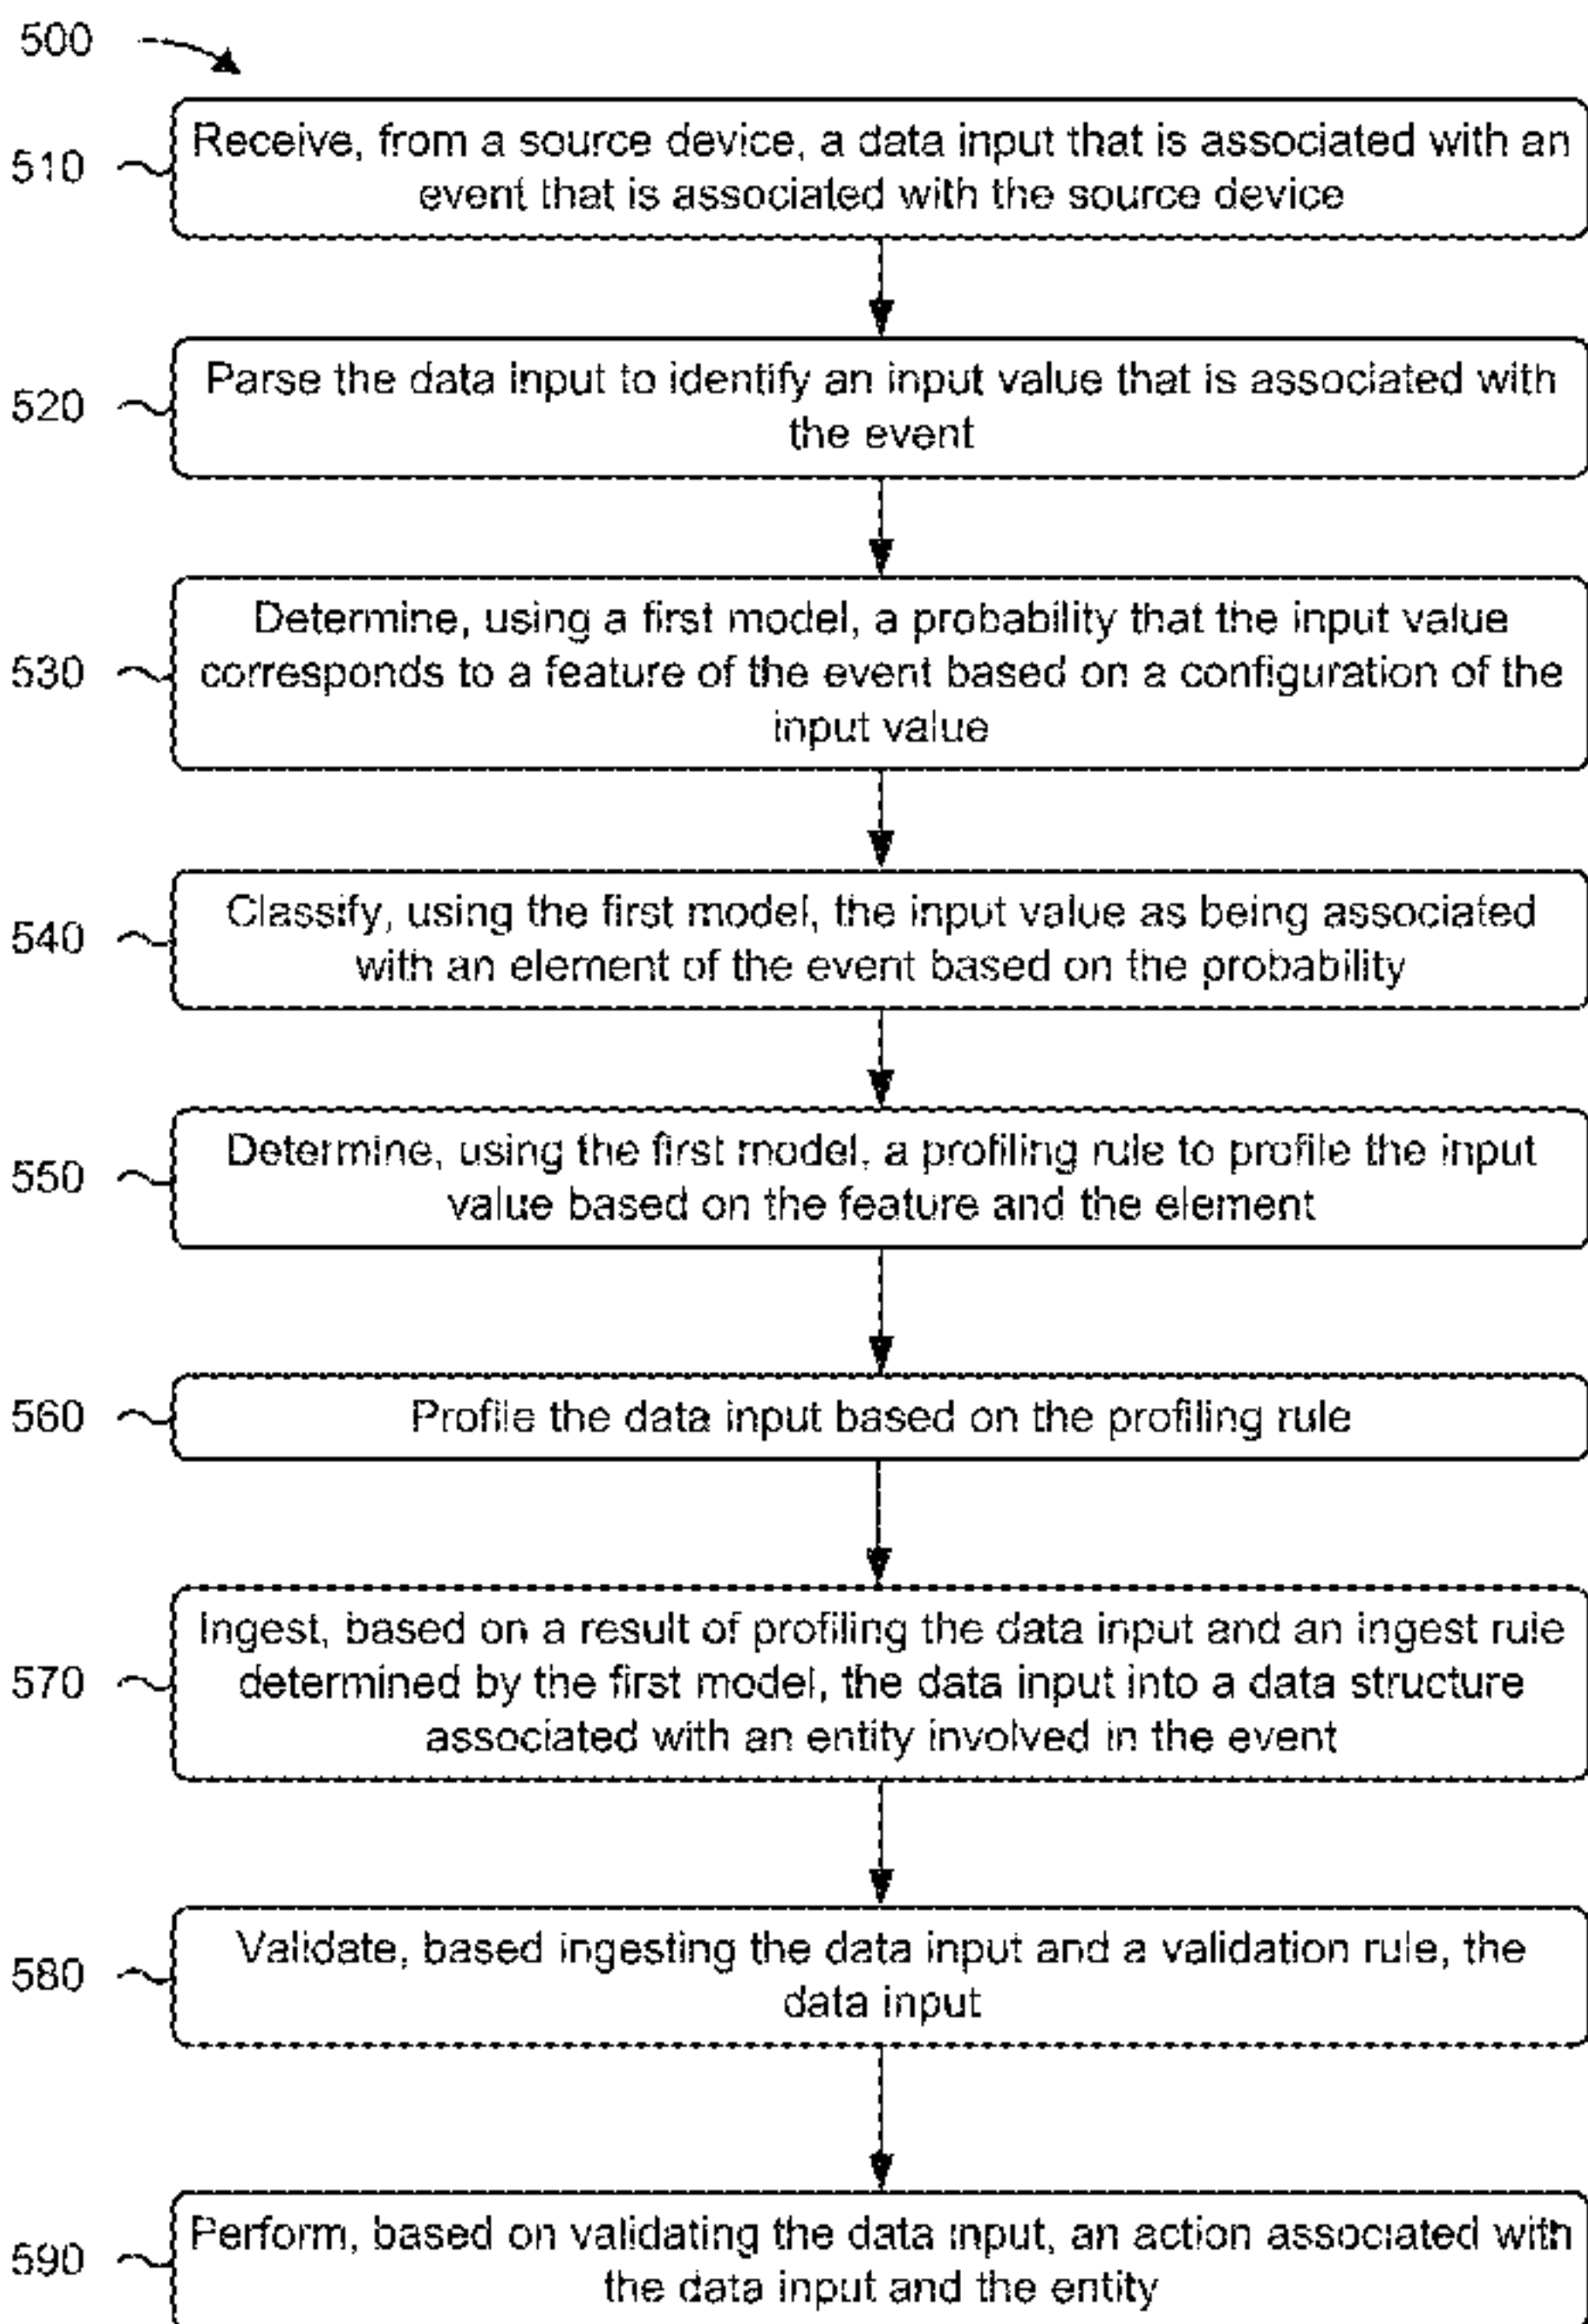 500
510
Receive, from a source device, a data input that is associated with an
event that is associated with the source device
520
Parse the data input to identify an input value that is associated with
the event
530
Determine, using a first model, a probability that the input value
corresponds to a feature of the event based on a configuration of the
input value
540
Classify, using the first model, the input value as being associated
with an element of the event based on the probability
550
Determine, using the first model, a profiling rule to profile the input
value based on the feature and the element
560
Profile the data input based on the profiling rule
570
Ingest, based on a result of profiling the data input and an ingest rule
determined by the first model, the data input into a data structure
associated with an entity involved in the event
580
Validate, based ingesting the data input and a validation rule, the
data input
590
Perform, based on validating the data input, an action associated with
the data input and the entity